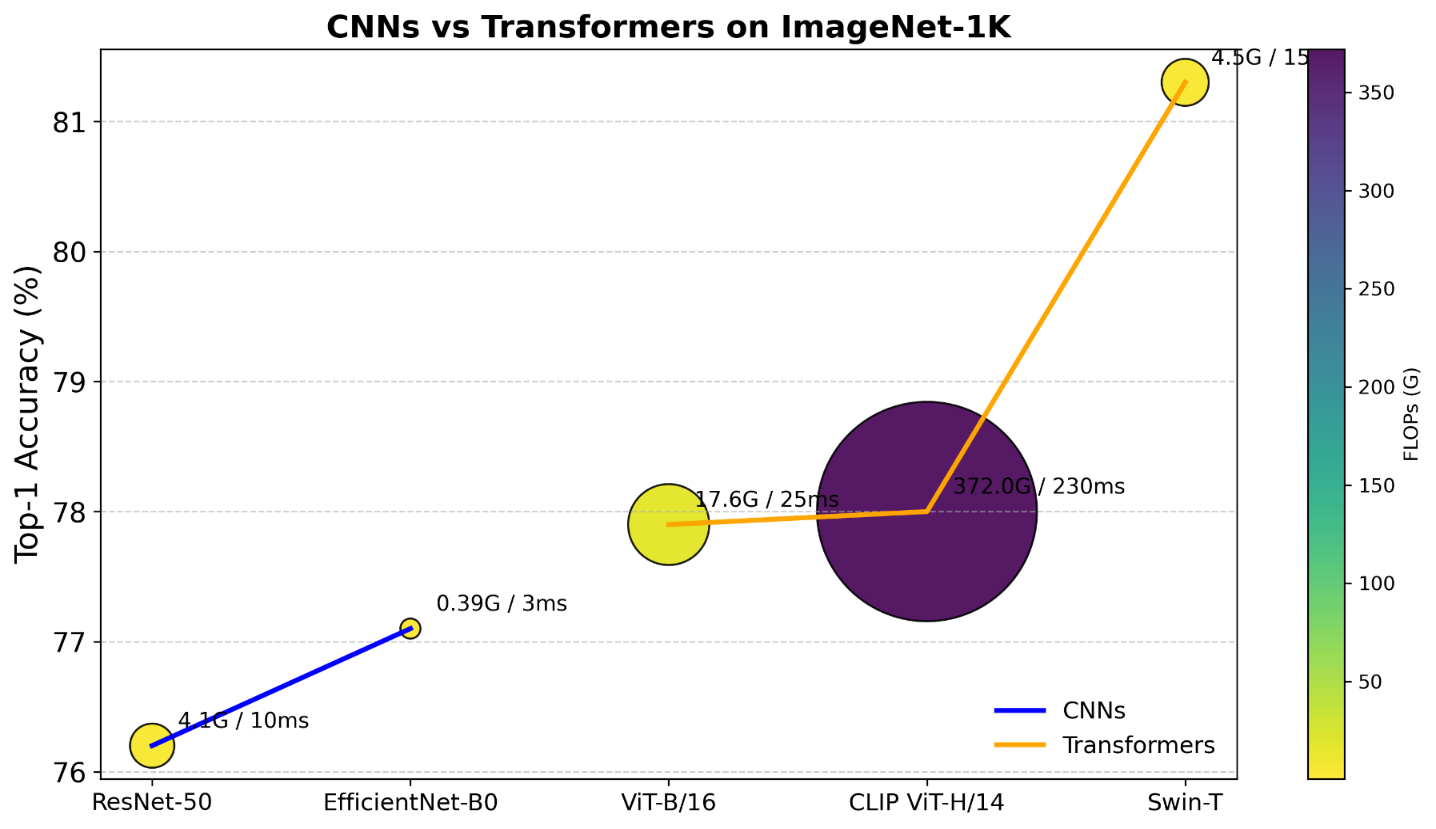 CNNs vs Transformers on ImageNet-1K
Top-1 Accuracy (%)
81
80
79
78
77
76
4.5G / 15
372.0G / 230ms
17.6G / 25ms
0.39G / 3ms
4.1G / 10ms
CNNs
Transformers
ResNet-50
EfficientNet-B0
ViT-B/16
CLIP ViT-H/14
Swin-T
350
300
250
200
150
100
50
FLOPs (G)